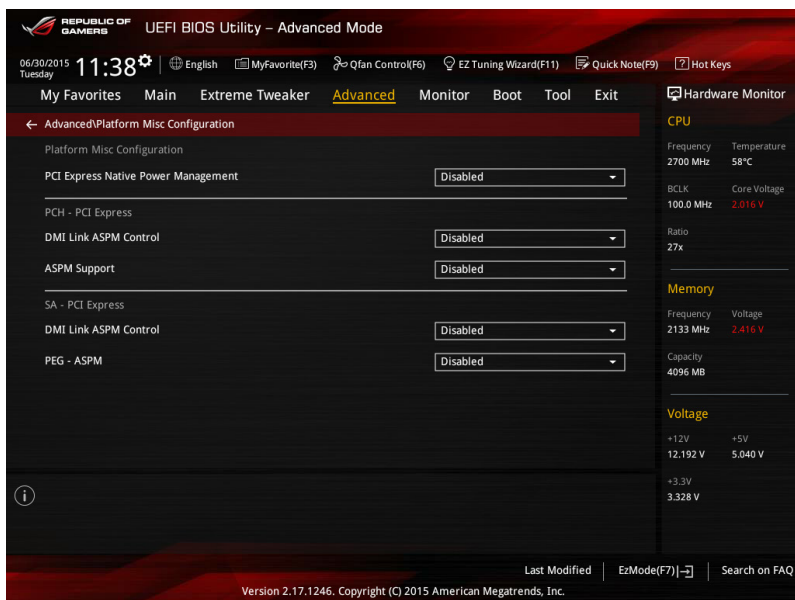 REPUBLIC OF GAMERS UEFI BIOS Utility – Advanced Mode
06/30/2015 Tuesday 11:38 English MyFavorite(F3) Qfan Control(F6) EZ Tuning Wizard(F11) Quick Note(F9) ? Hot Keys
My Favorites Main Extreme Tweaker Advanced Monitor Boot Tool Exit
← Advanced\Platform Misc Configuration
Platform Misc Configuration
PCI Express Native Power Management Disabled
PCH - PCI Express
DMI Link ASPM Control Disabled
ASPM Support Disabled
SA - PCI Express
DMI Link ASPM Control Disabled
PEG - ASPM Disabled
Hardware Monitor
CPU
Frequency Temperature
2700 MHz 58°C
BCLK Core Voltage
100.0 MHz 2.016 V
Ratio
27x
Memory
Frequency Voltage
2133 MHz 2.416 V
Capacity
4096 MB
Voltage
+12V +5V
12.192 V 5.040 V
+3.3V
3.328 V
i
Last Modified EzMode(F7) Search on FAQ
Version 2.17.1246. Copyright (C) 2015 American Megatrends, Inc.